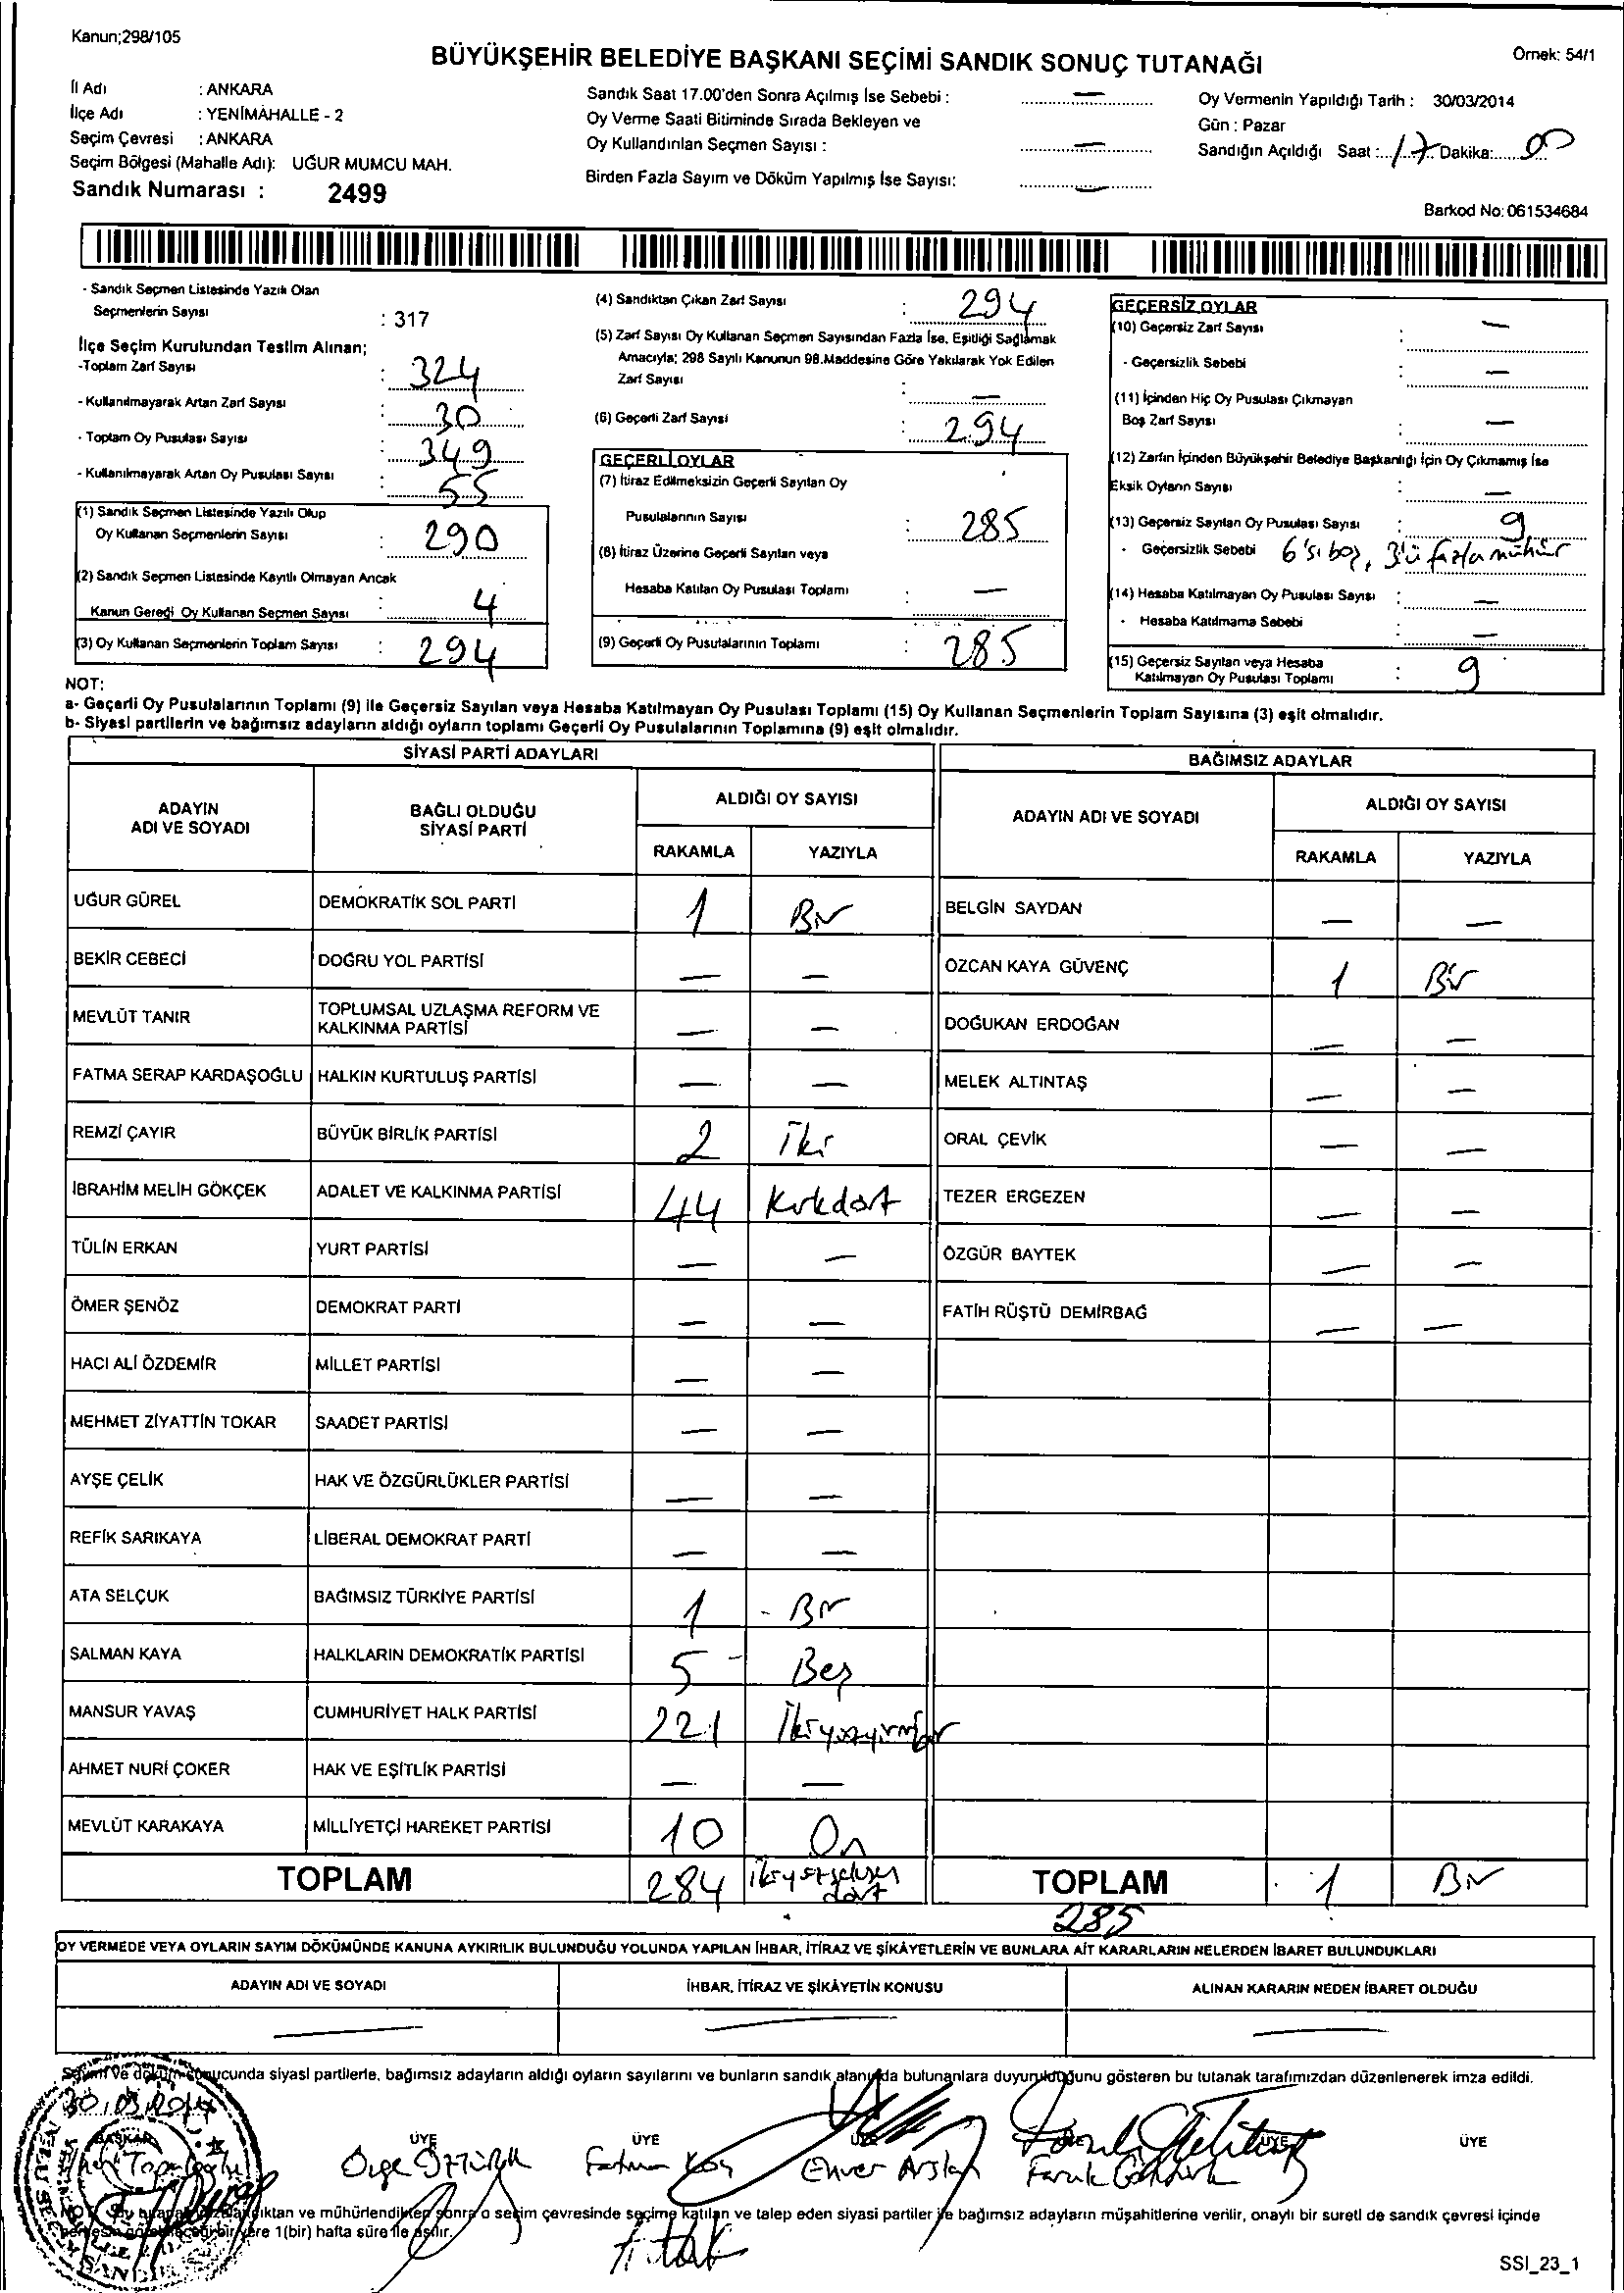 Kanun;298/105
Örnek: 54/1
BÜYÜKŞEHİR BELEDİYE BAŞKANI SEÇİMİ SANDIK SONUÇ TUTANAĞI
İl Adı : ANKARA
İlçe Adı : YENİMAHALLE - 2
Seçim Çevresi : ANKARA
Seçim Bölgesi (Mahalle Adı): UĞUR MUMCU MAH.
Sandık Numarası : 2499
Sandık Saat 17.00'den Sonra Açılmış İse Sebebi : —
Oy Verme Saati Bitiminde Sırada Bekleyen ve
Oy Kullandırılan Seçmen Sayısı : —
Birden Fazla Sayım ve Döküm Yapılmış İse Sayısı: —
Oy Vermenin Yapıldığı Tarih : 30/03/2014
Gün : Pazar
Sandığın Açıldığı Saat : 17 Dakika: 00
Barkod No: 061534684
- Sandık Seçmen Listesinde Yazılı Olan
Seçmenlerin Sayısı : 317
İlçe Seçim Kurulundan Teslim Alınan;
-Toplam Zarf Sayısı : 324
- Kullanılmayarak Artan Zarf Sayısı : 30
- Toplam Oy Pusulası Sayısı : 349
- Kullanılmayarak Artan Oy Pusulası Sayısı : 55
(1) Sandık Seçmen Listesinde Yazılı Olup
Oy Kullanan Seçmenlerin Sayısı : 290
(2) Sandık Seçmen Listesinde Kayıtlı Olmayan Ancak
Kanun Gereği Oy Kullanan Seçmen Sayısı : 4
(3) Oy Kullanan Seçmenlerin Toplam Sayısı : 294
(4) Sandıktan Çıkan Zarf Sayısı : 294
(5) Zarf Sayısı Oy Kullanan Seçmen Sayısından Fazla İse, Eşitliği Sağlamak
Amacıyla; 298 Sayılı Kanunun 98.Maddesine Göre Yakılarak Yok Edilen
Zarf Sayısı : —
(6) Geçerli Zarf Sayısı : 294
GEÇERLİ OYLAR
(7) İtiraz Edilmeksizin Geçerli Sayılan Oy
Pusulalarının Sayısı : 285
(8) İtiraz Üzerine Geçerli Sayılan veya
Hesaba Katılan Oy Pusulası Toplamı : —
(9) Geçerli Oy Pusulalarının Toplamı : 285
GEÇERSİZ OYLAR
(10) Geçersiz Zarf Sayısı : —
- Geçersizlik Sebebi : —
(11) İçinden Hiç Oy Pusulası Çıkmayan
Boş Zarf Sayısı : —
(12) Zarfın İçinden Büyükşehir Belediye Başkanlığı İçin Oy Çıkmamış İse
Eksik Oyların Sayısı : —
(13) Geçersiz Sayılan Oy Pusulası Sayısı : 9
- Geçersizlik Sebebi 6'sı boş, 3'ü fazla mühür
(14) Hesaba Katılmayan Oy Pusulası Sayısı : —
- Hesaba Katılmama Sebebi : —
(15) Geçersiz Sayılan veya Hesaba
Katılmayan Oy Pusulası Toplamı : 9
NOT:
a- Geçerli Oy Pusulalarının Toplamı (9) ile Geçersiz Sayılan veya Hesaba Katılmayan Oy Pusulası Toplamı (15) Oy Kullanan Seçmenlerin Toplam Sayısına (3) eşit olmalıdır.
b- Siyasi partilerin ve bağımsız adayların aldığı oyların toplamı Geçerli Oy Pusulalarının Toplamına (9) eşit olmalıdır.
SİYASİ PARTİ ADAYLARI
ADAYIN ADI VE SOYADI BAĞLI OLDUĞU SİYASİ PARTİ ALDIĞI OY SAYISI
RAKAMLA YAZIYLA
UĞUR GÜREL DEMOKRATİK SOL PARTİ 1 Bir
BEKİR CEBECİ DOĞRU YOL PARTİSİ — —
MEVLÜT TANIR TOPLUMSAL UZLAŞMA REFORM VE KALKINMA PARTİSİ — —
FATMA SERAP KARDAŞOĞLU HALKIN KURTULUŞ PARTİSİ — —
REMZİ ÇAYIR BÜYÜK BİRLİK PARTİSİ 2 İki
İBRAHİM MELİH GÖKÇEK ADALET VE KALKINMA PARTİSİ 44 Kırkdört
TÜLİN ERKAN YURT PARTİSİ — —
ÖMER ŞENÖZ DEMOKRAT PARTİ — —
HACI ALİ ÖZDEMİR MİLLET PARTİSİ — —
MEHMET ZİYATTİN TOKAR SAADET PARTİSİ — —
AYŞE ÇELİK HAK VE ÖZGÜRLÜKLER PARTİSİ — —
REFİK SARIKAYA LİBERAL DEMOKRAT PARTİ — —
ATA SELÇUK BAĞIMSIZ TÜRKİYE PARTİSİ 1 - Bir
SALMAN KAYA HALKLARIN DEMOKRATİK PARTİSİ 5 - Beş
MANSUR YAVAŞ CUMHURİYET HALK PARTİSİ 221 İkiyüzyirmibir
AHMET NURİ ÇOKER HAK VE EŞİTLİK PARTİSİ — —
MEVLÜT KARAKAYA MİLLİYETÇİ HAREKET PARTİSİ 10 On
TOPLAM 284 ikiyüzseksendört
BAĞIMSIZ ADAYLAR
ADAYIN ADI VE SOYADI ALDIĞI OY SAYISI
RAKAMLA YAZIYLA
BELGİN SAYDAN — —
OZCAN KAYA GÜVENÇ 1 Bir
DOĞUKAN ERDOĞAN — —
MELEK ALTINTAŞ — —
ORAL ÇEVİK — —
TEZER ERGEZEN — —
ÖZGÜR BAYTEK — —
FATİH RÜŞTÜ DEMİRBAĞ — —
TOPLAM 1 Bir
285
OY VERMEDE VEYA OYLARIN SAYIM DÖKÜMÜNDE KANUNA AYKIRILIK BULUNDUĞU YOLUNDA YAPILAN İHBAR, İTİRAZ VE ŞİKÂYETLERİN VE BUNLARA AİT KARARLARIN NELERDEN İBARET BULUNDUKLARI
ADAYIN ADI VE SOYADI İHBAR, İTİRAZ VE ŞİKÂYETİN KONUSU ALINAN KARARIN NEDEN İBARET OLDUĞU
— — —
Sayım ve döküm sonucunda siyasi partilerle, bağımsız adayların aldığı oyların sayılarını ve bunların sandık alanında bulunanlara duyurulduğunu gösteren bu tutanak tarafımızdan düzenlenerek imza edildi.
30.03.2014
BAŞKAN ÜYE ÜYE ÜYE ÜYE ÜYE
Fatma Koç Enver Arslan Faruk
ve mühürlendikten sonra o seçim çevresinde seçime katılan ve talep eden siyasi partiler ile bağımsız adayların müşahitlerine verilir, onaylı bir sureti de sandık çevresi içinde
1(bir) hafta süre ile asılır.
SSI_23_1